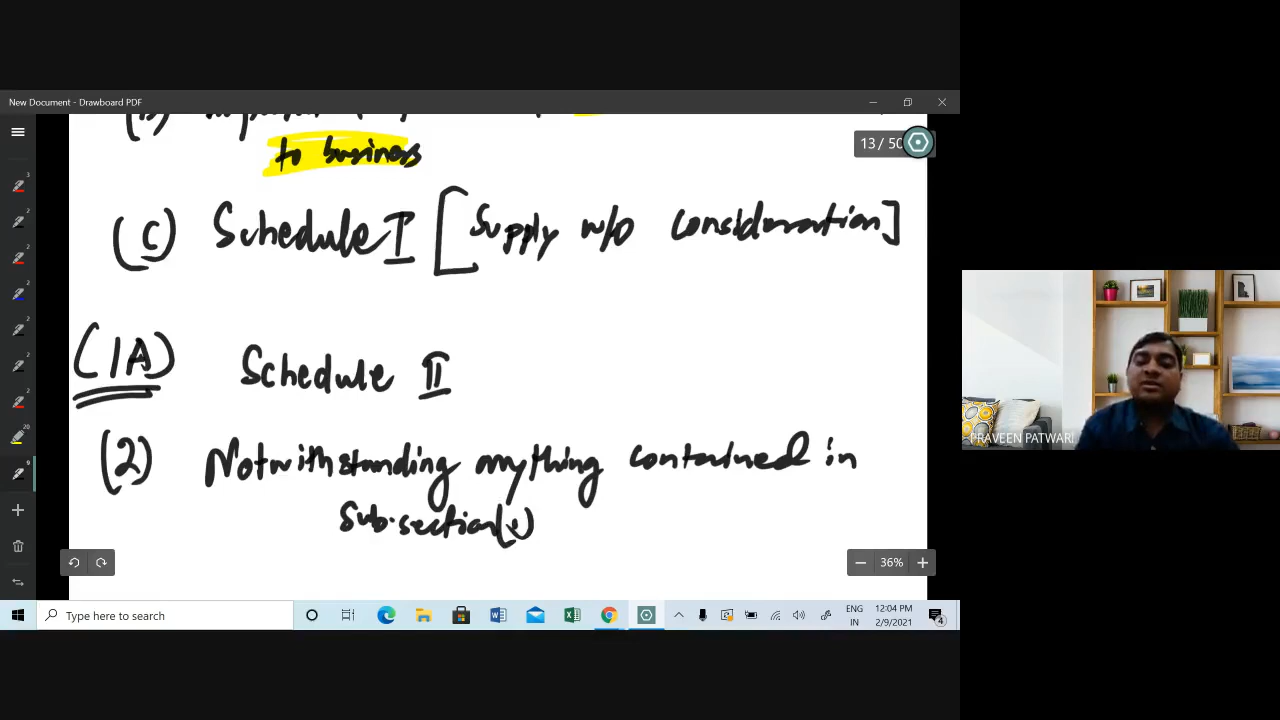 New Document - Drawboard PDF
13 / 50
to business
(C) Schedule I [Supply w/o consideration]
(1A) Schedule II
(2) Notwithstanding anything contained in
sub-section(1)
PRAVEEN PATWARI
36%
Type here to search
ENG
IN
12:04 PM
2/9/2021
4